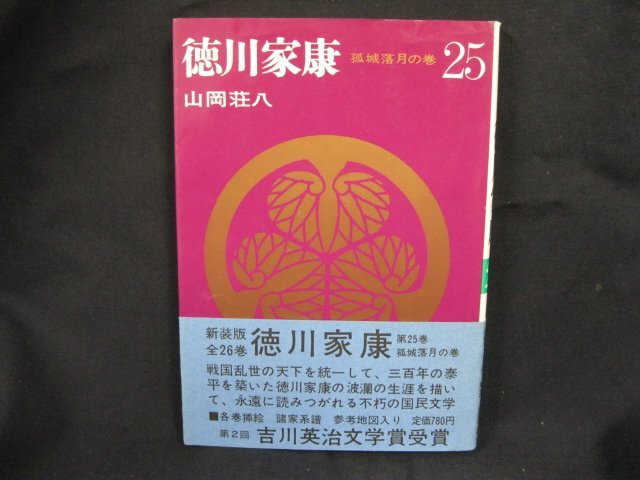 徳川家康 孤城落月の巻 25
山岡荘八
新装版
全26巻
徳川家康
第25巻
孤城落月の巻
戦国乱世の天下を統一して、三百年の泰
平を築いた徳川家康の波瀾の生涯を描い
て、永遠に読みつがれる不朽の国民文学
■各巻挿絵 諸家系譜 参考地図入り 定価780円
第2回 吉川英治文学賞受賞